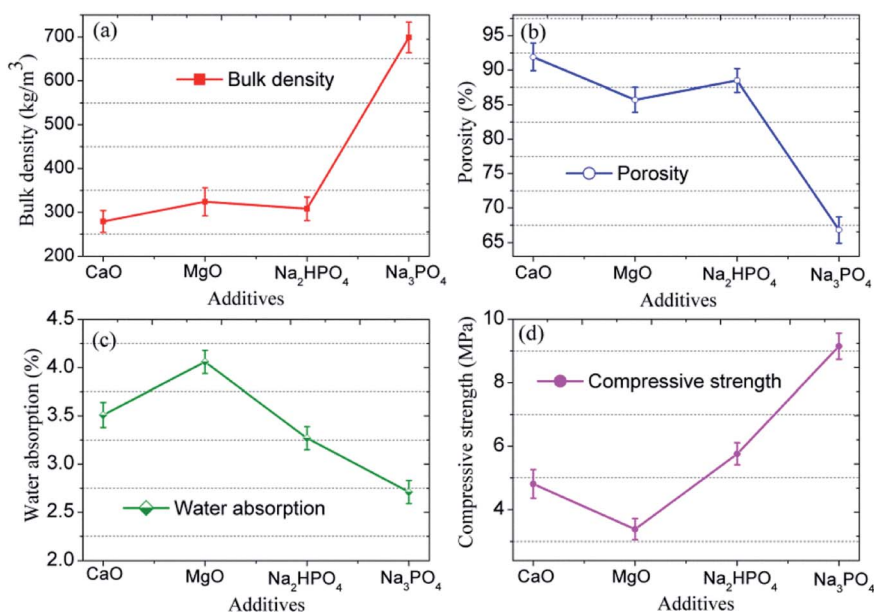 (a)
Bulk density
Bulk density (kg/m³)
700
600
500
400
300
200
CaO
MgO
Na₂HPO₄
Na₃PO₄
Additives
(b)
Porosity
Porosity (%)
95
90
85
80
75
70
65
CaO
MgO
Na₂HPO₄
Na₃PO₄
Additives
(c)
Water absorption
Water absorption (%)
4.5
4.0
3.5
3.0
2.5
2.0
CaO
MgO
Na₂HPO₄
Na₃PO₄
Additives
(d)
Compressive strength
Compressive strength (MPa)
10
8
6
4
CaO
MgO
Na₂HPO₄
Na₃PO₄
Additives